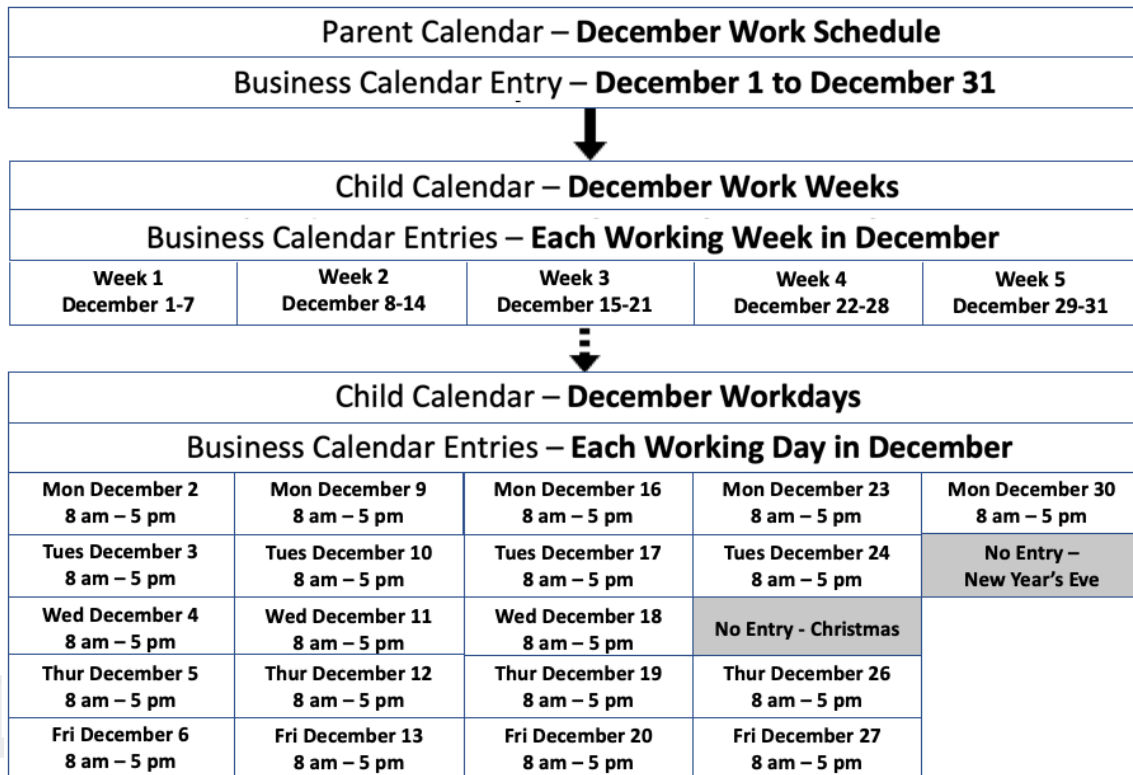 Parent Calendar – December Work Schedule
Business Calendar Entry – December 1 to December 31
Child Calendar – December Work Weeks
Business Calendar Entries – Each Working Week in December
Week 1
December 1-7
Week 2
December 8-14
Week 3
December 15-21
Week 4
December 22-28
Week 5
December 29-31
Child Calendar – December Workdays
Business Calendar Entries – Each Working Day in December
Mon December 2
8 am – 5 pm
Mon December 9
8 am – 5 pm
Mon December 16
8 am – 5 pm
Mon December 23
8 am – 5 pm
Mon December 30
8 am – 5 pm
Tues December 3
8 am – 5 pm
Tues December 10
8 am – 5 pm
Tues December 17
8 am – 5 pm
Tues December 24
8 am – 5 pm
No Entry –
New Year’s Eve
Wed December 4
8 am – 5 pm
Wed December 11
8 am – 5 pm
Wed December 18
8 am – 5 pm
No Entry - Christmas
Thur December 5
8 am – 5 pm
Thur December 12
8 am – 5 pm
Thur December 19
8 am – 5 pm
Thur December 26
8 am – 5 pm
Fri December 6
8 am – 5 pm
Fri December 13
8 am – 5 pm
Fri December 20
8 am – 5 pm
Fri December 27
8 am – 5 pm